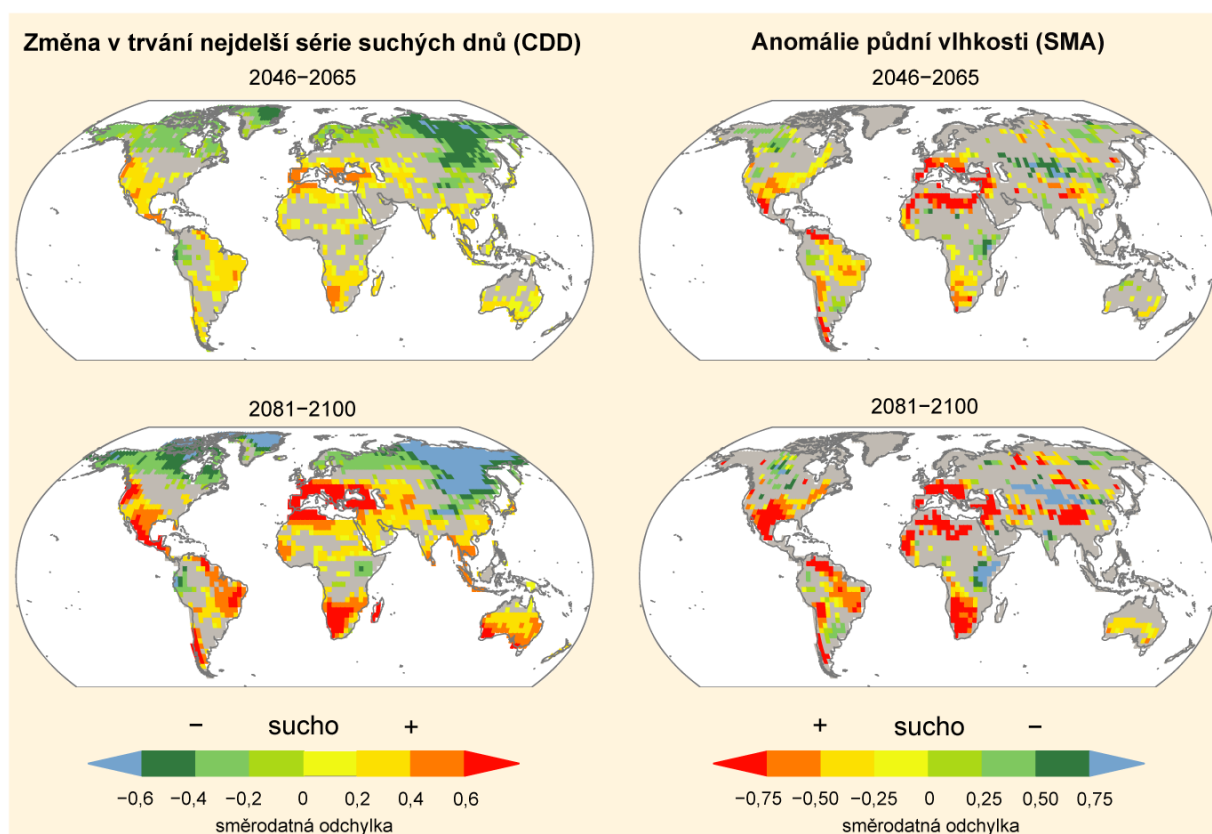 Změna v trvání nejdelší série suchých dnů (CDD)
2046−2065
2081−2100
− sucho +
−0,6 −0,4 −0,2 0 0,2 0,4 0,6
směrodatná odchylka
Anomálie půdní vlhkosti (SMA)
2046−2065
2081−2100
+ sucho −
−0,75 −0,50 −0,25 0 0,25 0,50 0,75
směrodatná odchylka